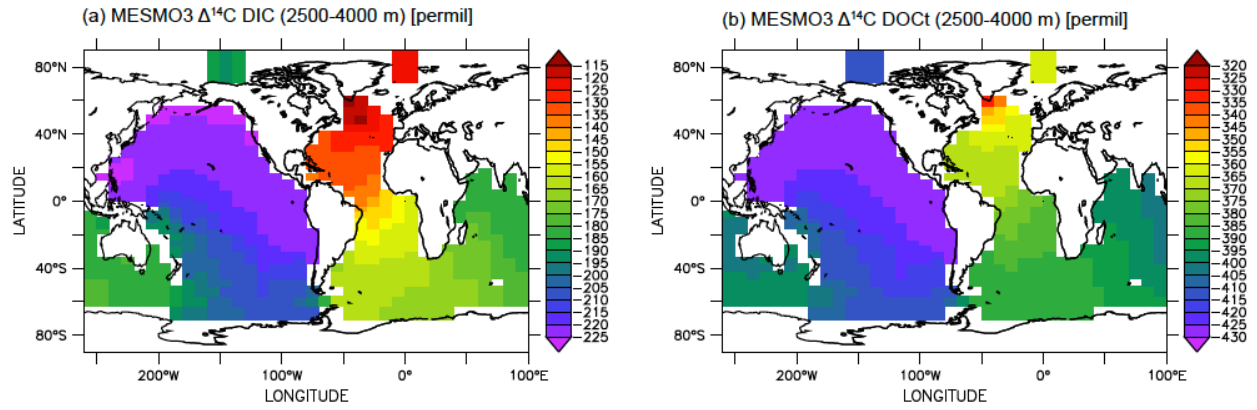 (a) MESMO3 Δ¹⁴C DIC (2500-4000 m) [permil]
80°N
40°N
0°
40°S
80°S
LATITUDE
200°W
100°W
0°
100°E
LONGITUDE
-115
-125
-130
-135
-140
-145
-150
-155
-160
-165
-170
-175
-180
-185
-190
-195
-200
-205
-210
-215
-220
-225
(b) MESMO3 Δ¹⁴C DOCt (2500-4000 m) [permil]
80°N
40°N
0°
40°S
80°S
LATITUDE
200°W
100°W
0°
100°E
LONGITUDE
-320
-325
-330
-335
-340
-345
-350
-355
-360
-365
-370
-375
-380
-385
-390
-395
-400
-405
-410
-415
-420
-425
-430